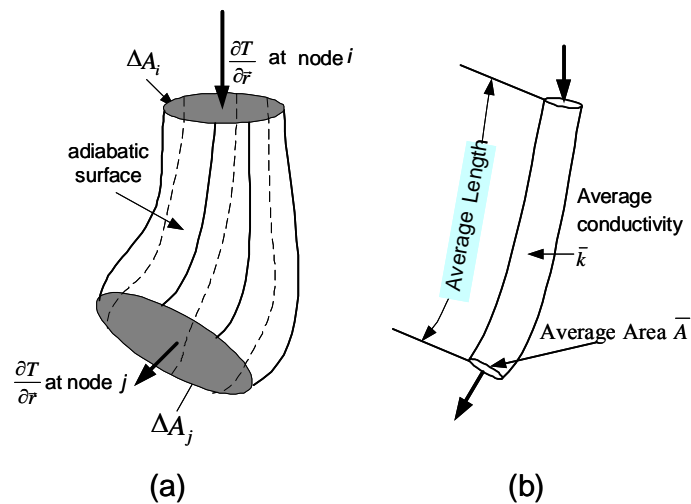 ΔA_i
∂T/∂r⃗ at node i
adiabatic
surface
∂T/∂r⃗ at node j
ΔA_j
(a)
Average Length
Average
conductivity
k̄
Average Area A̅
(b)